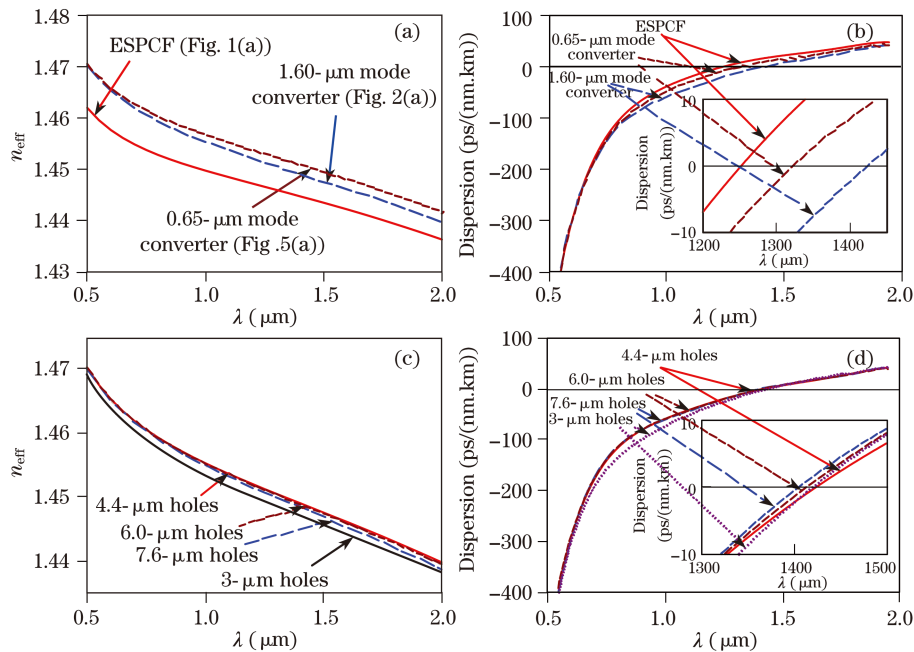 1.48
1.47
1.46
1.45
1.44
1.43
n_eff
0.5
1.0
1.5
2.0
λ (μm)
(a)
ESPCF (Fig. 1(a))
1.60- μm mode
converter (Fig. 2(a))
0.65- μm mode
converter (Fig .5(a))
100
0
−100
−200
−300
−400
Dispersion (ps/(nm.km))
0.5
1.0
1.5
2.0
λ (μm)
(b)
ESPCF
0.65- μm mode
converter
1.60- μm mode
converter
10
0
−10
Dispersion
(ps/(nm.km))
1200
1300
1400
λ ( μm)
1.47
1.46
1.45
1.44
n_eff
0.5
1.0
1.5
2.0
λ (μm)
(c)
4.4- μm holes
6.0- μm holes
7.6- μm holes
3- μm holes
100
0
−100
−200
−300
−400
Dispersion (ps/(nm.km))
0.5
1.0
1.5
2.0
λ (μm)
(d)
4.4- μm holes
6.0- μm holes
7.6- μm holes
3- μm holes
10
0
−10
Dispersion
(ps/(nm.km))
1300
1400
1500
λ ( μm)